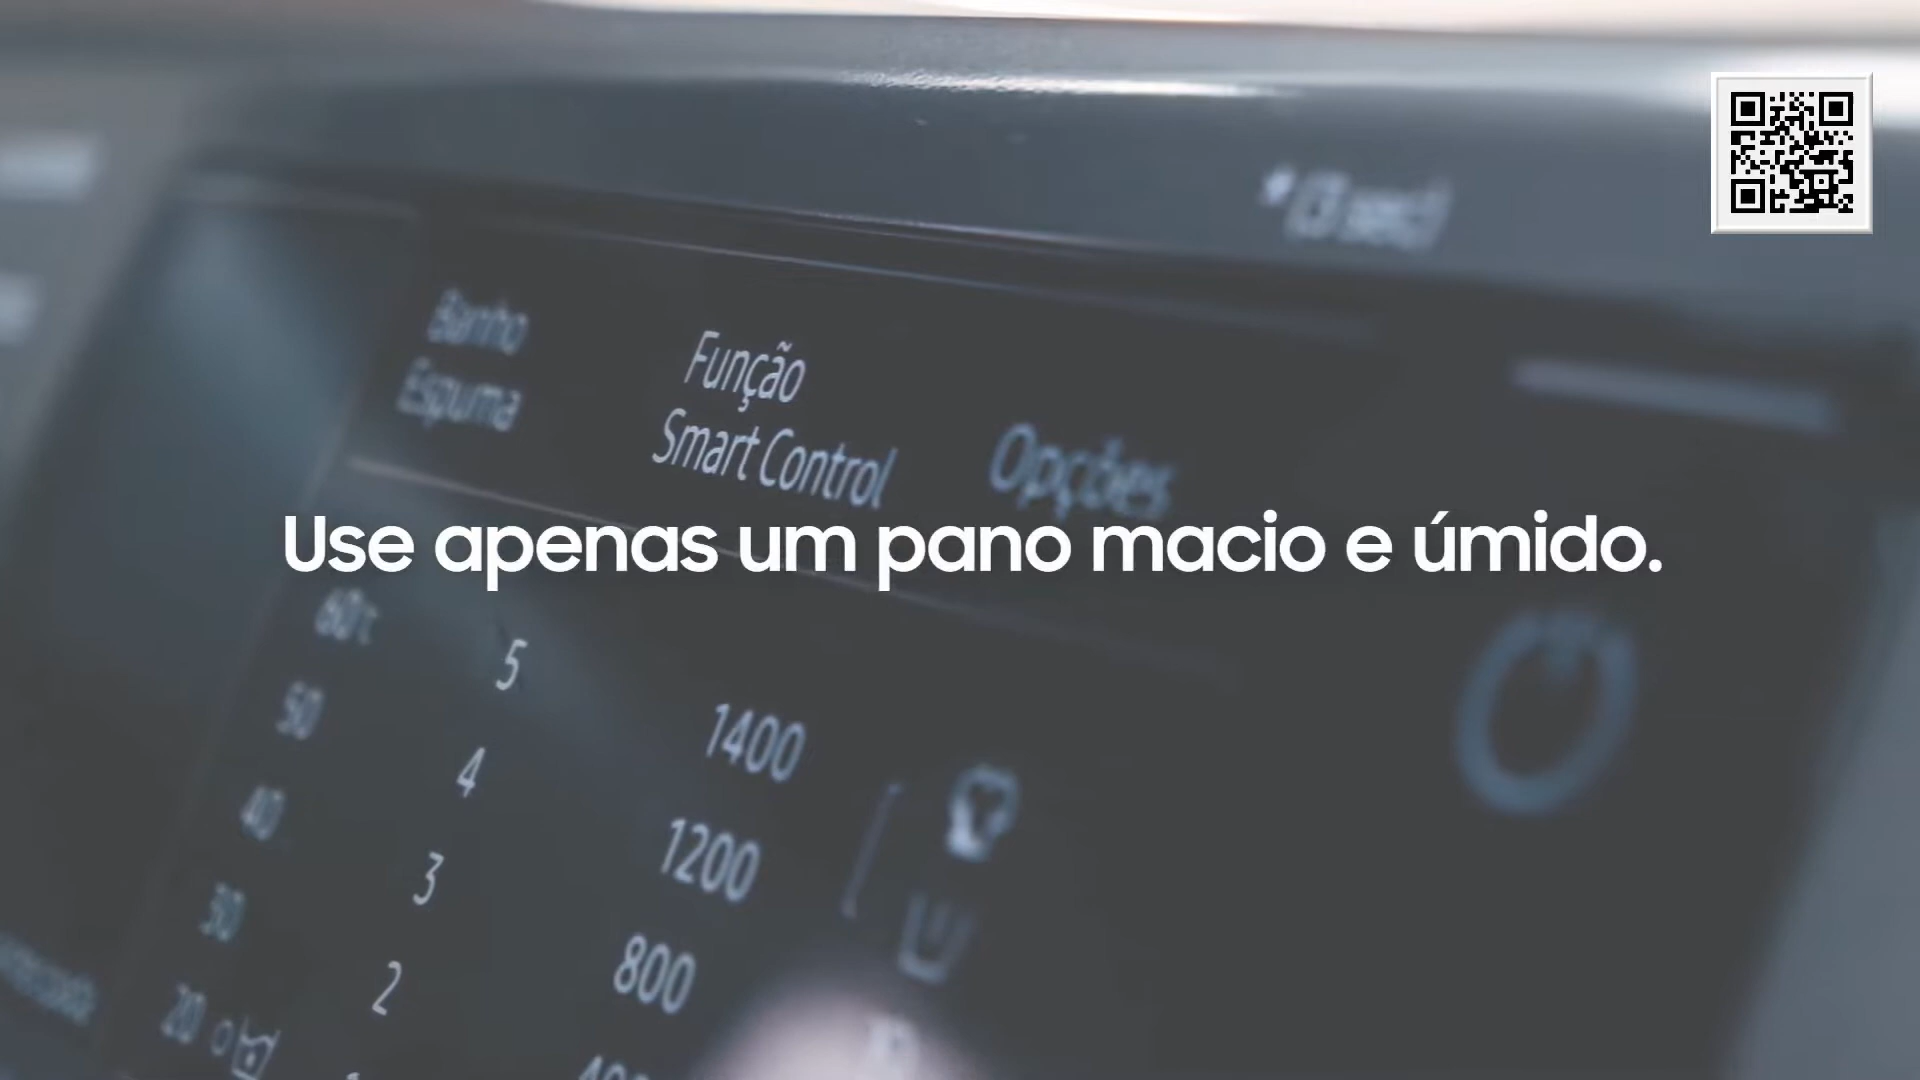 Banho
Espuma
Função
Smart Control
Opções
Use apenas um pano macio e úmido.
60°C
50
40
30
20
5
4
3
2
1400
1200
800